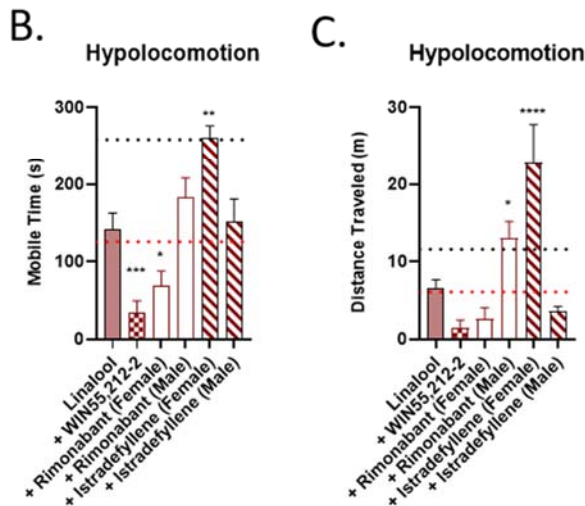 B.
Hypolocomotion
Mobile Time (s)
300
200
100
0
**
***
*
Linalool
+ WIN55,212-2
+ Rimonabant (Female)
+ Rimonabant (Male)
+ Istradefyllene (Female)
+ Istradefyllene (Male)
C.
Hypolocomotion
Distance Traveled (m)
30
20
10
0
****
*
Linalool
+ WIN55,212-2
+ Rimonabant (Female)
+ Rimonabant (Male)
+ Istradefyllene (Female)
+ Istradefyllene (Male)